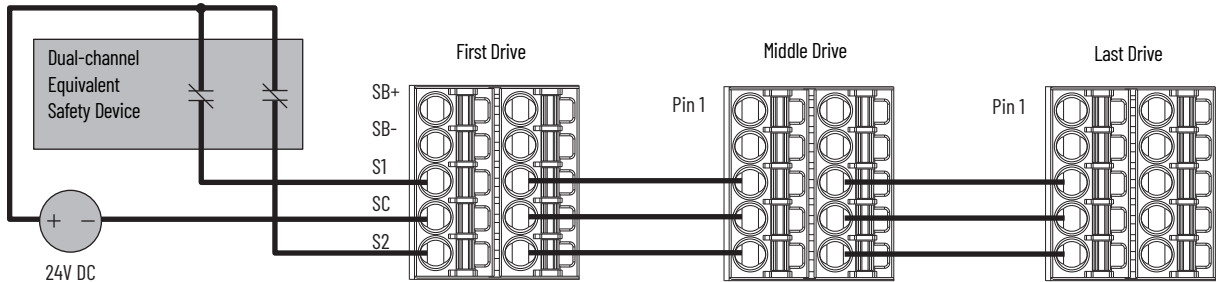 Dual-channel
Equivalent
Safety Device
First Drive
Middle Drive
Last Drive
SB+
SB-
S1
SC
S2
Pin 1
Pin 1
+ −
24V DC